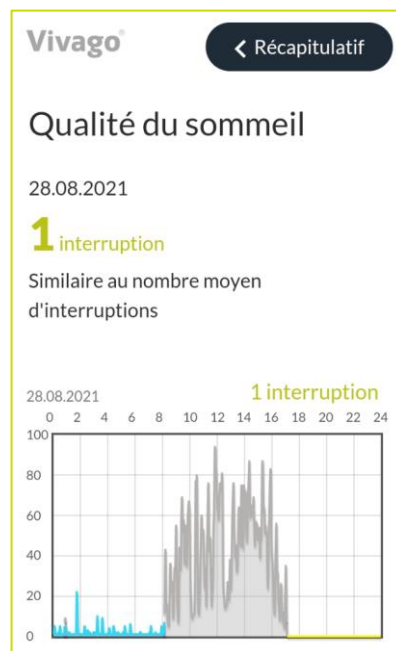 Vivago®
Récapitulatif
Qualité du sommeil
28.08.2021
1 interruption
Similaire au nombre moyen
d'interruptions
28.08.2021 1 interruption
0 2 4 6 8 10 12 14 16 18 20 22 24
100
80
60
40
20
0